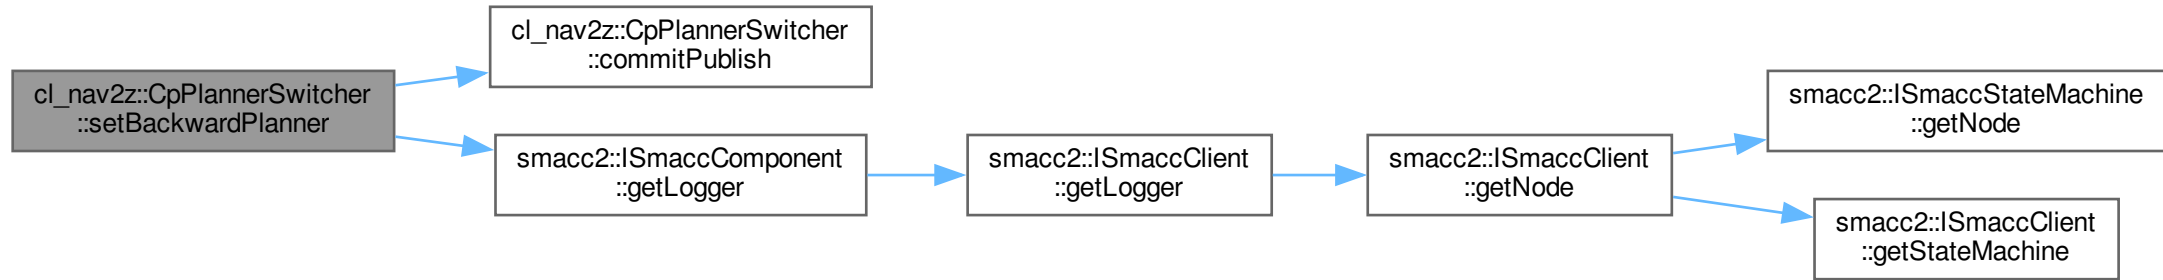 cl_nav2z::CpPlannerSwitcher
::setBackwardPlanner
cl_nav2z::CpPlannerSwitcher
::commitPublish
smacc2::ISmaccComponent
::getLogger
smacc2::ISmaccClient
::getLogger
smacc2::ISmaccClient
::getNode
smacc2::ISmaccStateMachine
::getNode
smacc2::ISmaccClient
::getStateMachine